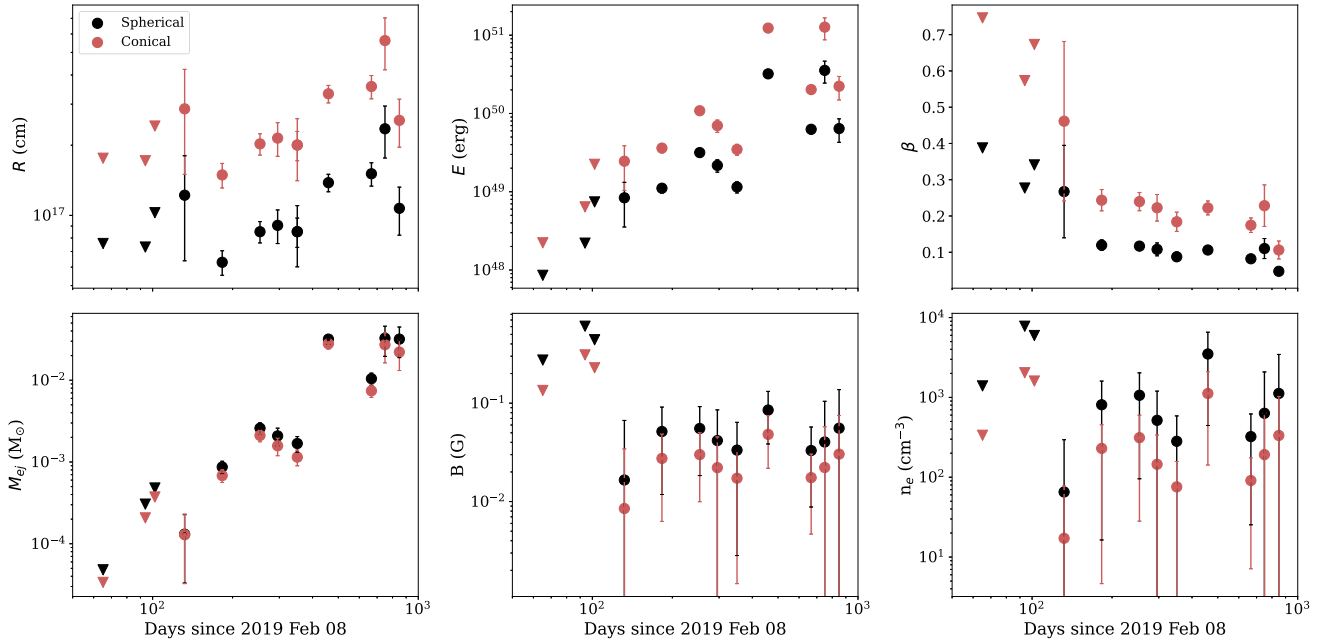 Spherical
Conical
R (cm)
10^17
E (erg)
10^51
10^50
10^49
10^48
β
0.7
0.6
0.5
0.4
0.3
0.2
0.1
M_ej (M_⊙)
10^-2
10^-3
10^-4
10^2
10^3
Days since 2019 Feb 08
B (G)
10^-1
10^-2
10^2
10^3
Days since 2019 Feb 08
n_e (cm^-3)
10^4
10^3
10^2
10^1
10^2
10^3
Days since 2019 Feb 08